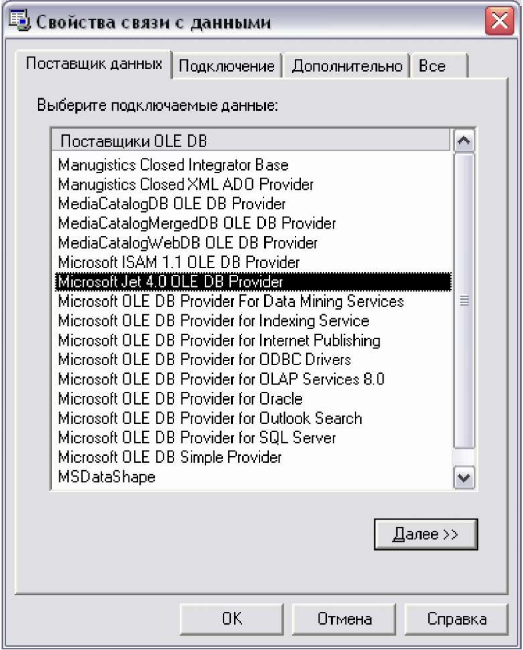 Свойства связи с данными
Поставщик данных Подключение Дополнительно Все
Выберите подключаемые данные:
Поставщики OLE DB
Manugistics Closed Integrator Base
Manugistics Closed XML ADO Provider
MediaCatalogDB OLE DB Provider
MediaCatalogMergedDB OLE DB Provider
MediaCatalogWebDB OLE DB Provider
Microsoft ISAM 1.1 OLE DB Provider
Microsoft Jet 4.0 OLE DB Provider
Microsoft OLE DB Provider For Data Mining Services
Microsoft OLE DB Provider for Indexing Service
Microsoft OLE DB Provider for Internet Publishing
Microsoft OLE DB Provider for ODBC Drivers
Microsoft OLE DB Provider for OLAP Services 8.0
Microsoft OLE DB Provider for Oracle
Microsoft OLE DB Provider for Outlook Search
Microsoft OLE DB Provider for SQL Server
Microsoft OLE DB Simple Provider
MSDataShape
Далее >>
OK Отмена Справка